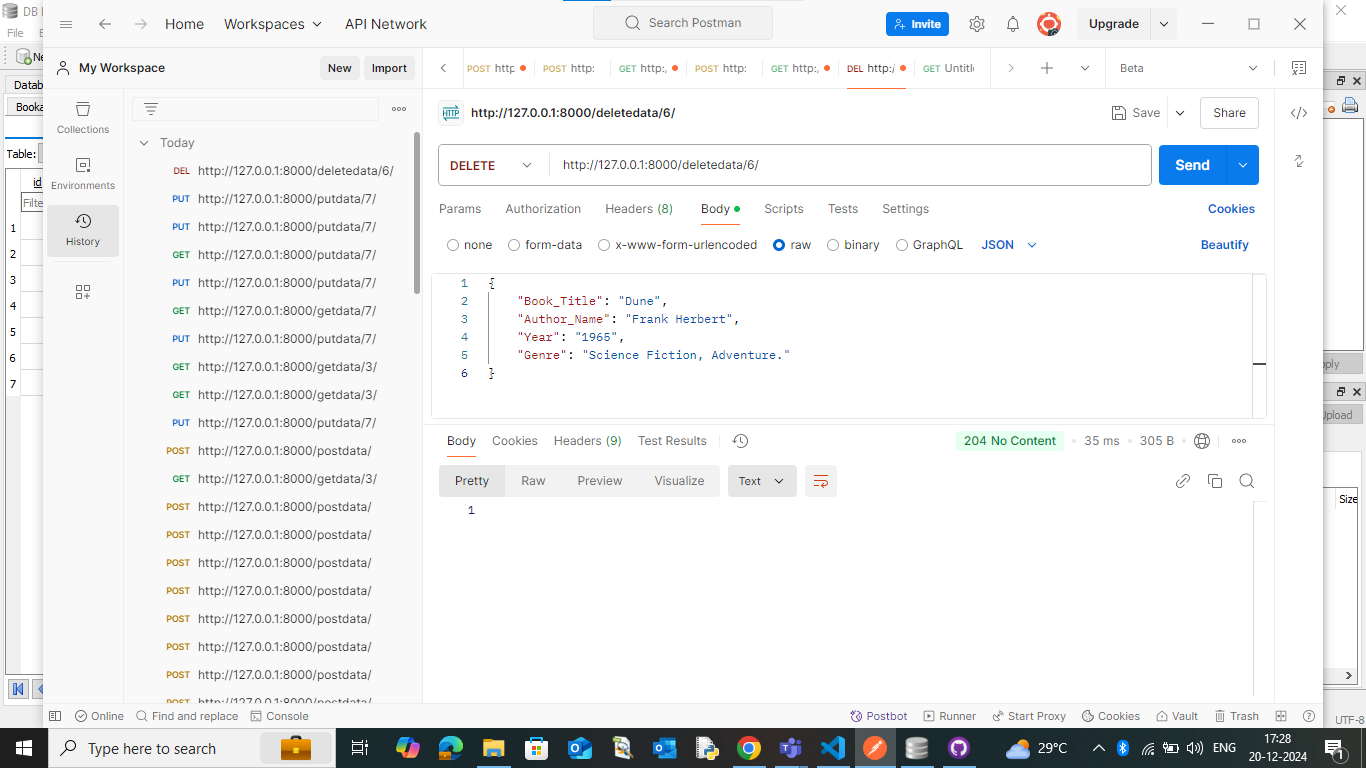 DB
Home
Workspaces
API Network
Search Postman
Invite
Upgrade
File
My Workspace
New
Import
POST http
POST http:
GET http:,
POST http:
GET http:,
DEL http:/
GET Untitle
Beta
Ne
Datab
Booka
Table:
id
Filte
1
2
3
4
5
6
7
Collections
Environments
History
Today
DEL http://127.0.0.1:8000/deletedata/6/
PUT http://127.0.0.1:8000/putdata/7/
PUT http://127.0.0.1:8000/putdata/7/
GET http://127.0.0.1:8000/putdata/7/
PUT http://127.0.0.1:8000/putdata/7/
GET http://127.0.0.1:8000/getdata/7/
PUT http://127.0.0.1:8000/putdata/7/
GET http://127.0.0.1:8000/getdata/3/
GET http://127.0.0.1:8000/getdata/3/
PUT http://127.0.0.1:8000/putdata/7/
POST http://127.0.0.1:8000/postdata/
GET http://127.0.0.1:8000/getdata/3/
POST http://127.0.0.1:8000/postdata/
POST http://127.0.0.1:8000/postdata/
POST http://127.0.0.1:8000/postdata/
POST http://127.0.0.1:8000/postdata/
POST http://127.0.0.1:8000/postdata/
POST http://127.0.0.1:8000/postdata/
POST http://127.0.0.1:8000/postdata/
POST http://127.0.0.1:8000/postdata/
HTTP http://127.0.0.1:8000/deletedata/6/
Save
Share
DELETE
http://127.0.0.1:8000/deletedata/6/
Send
Params
Authorization
Headers (8)
Body
Scripts
Tests
Settings
Cookies
none
form-data
x-www-form-urlencoded
raw
binary
GraphQL
JSON
Beautify
1 {
2 "Book_Title": "Dune",
3 "Author_Name": "Frank Herbert",
4 "Year": "1965",
5 "Genre": "Science Fiction, Adventure."
6 }
Body
Cookies
Headers (9)
Test Results
204 No Content
35 ms
305 B
Pretty
Raw
Preview
Visualize
Text
1
pply
Upload
Size
UTF-8
Online
Find and replace
Console
Postbot
Runner
Start Proxy
Cookies
Vault
Trash
Type here to search
29°C
ENG
17:28
20-12-2024
1